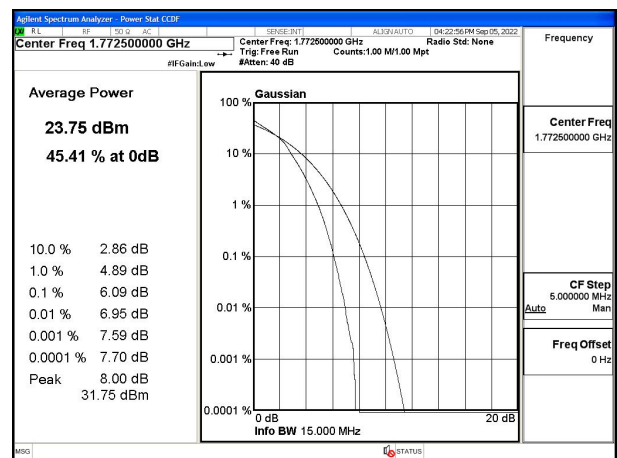 Agilent Spectrum Analyzer - Power Stat CCDF
LXI RL RF 50 Ω AC SENSE:INT ALIGN AUTO 04:22:56 PM Sep 05, 2022
Center Freq 1.772500000 GHz
Center Freq: 1.772500000 GHz Radio Std: None
Trig: Free Run Counts:1.00 M/1.00 Mpt
#IFGain:Low #Atten: 40 dB
Frequency
Average Power
23.75 dBm
45.41 % at 0dB
10.0 % 2.86 dB
1.0 % 4.89 dB
0.1 % 6.09 dB
0.01 % 6.95 dB
0.001 % 7.59 dB
0.0001 % 7.70 dB
Peak 8.00 dB
31.75 dBm
Gaussian
100 %
10 %
1 %
0.1 %
0.01 %
0.001 %
0.0001 %
0 dB 20 dB
Info BW 15.000 MHz
Center Freq
1.772500000 GHz
CF Step
5.000000 MHz
Auto Man
Freq Offset
0 Hz
MSG STATUS